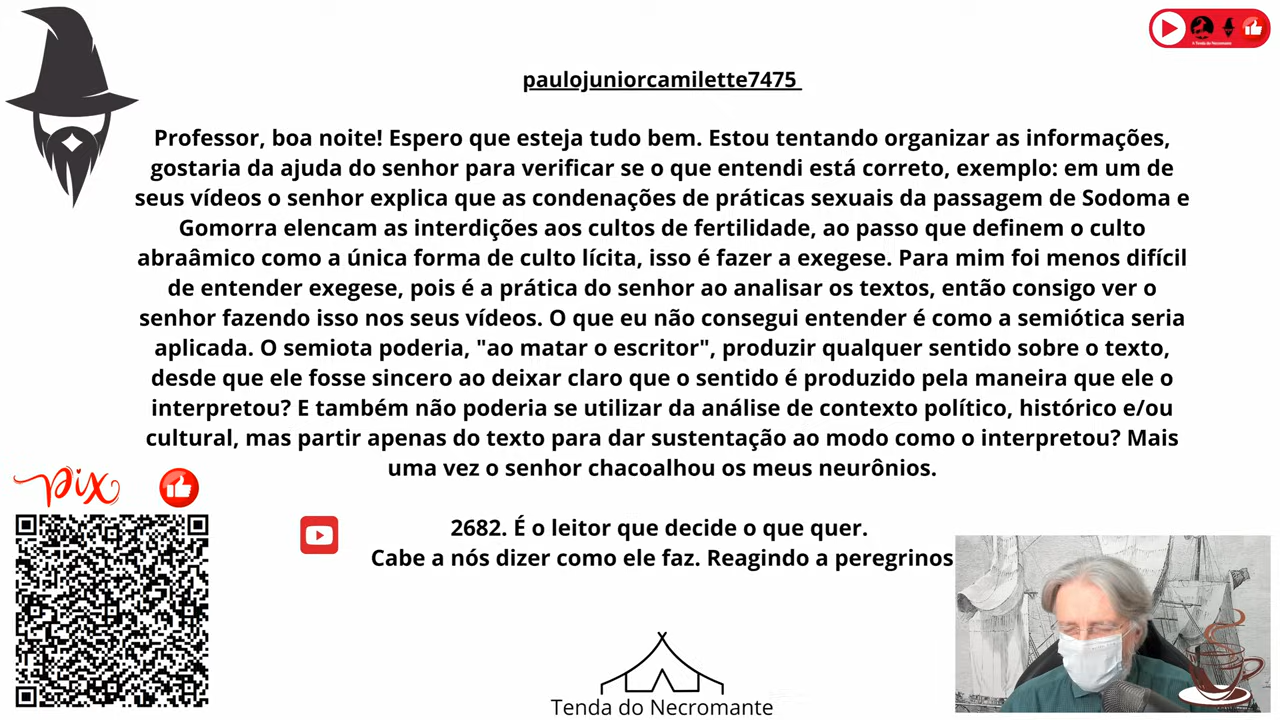 paulojuniorcamilette7475
Professor, boa noite! Espero que esteja tudo bem. Estou tentando organizar as informações,
gostaria da ajuda do senhor para verificar se o que entendi está correto, exemplo: em um de
seus vídeos o senhor explica que as condenações de práticas sexuais da passagem de Sodoma e
Gomorra elencam as interdições aos cultos de fertilidade, ao passo que definem o culto
abraâmico como a única forma de culto lícita, isso é fazer a exegese. Para mim foi menos difícil
de entender exegese, pois é a prática do senhor ao analisar os textos, então consigo ver o
senhor fazendo isso nos seus vídeos. O que eu não consegui entender é como a semiótica seria
aplicada. O semiota poderia, "ao matar o escritor", produzir qualquer sentido sobre o texto,
desde que ele fosse sincero ao deixar claro que o sentido é produzido pela maneira que ele o
interpretou? E também não poderia se utilizar da análise de contexto político, histórico e/ou
cultural, mas partir apenas do texto para dar sustentação ao modo como o interpretou? Mais
uma vez o senhor chacoalhou os meus neurônios.
pix
2682. É o leitor que decide o que quer.
Cabe a nós dizer como ele faz. Reagindo a peregrinos
Tenda do Necromante